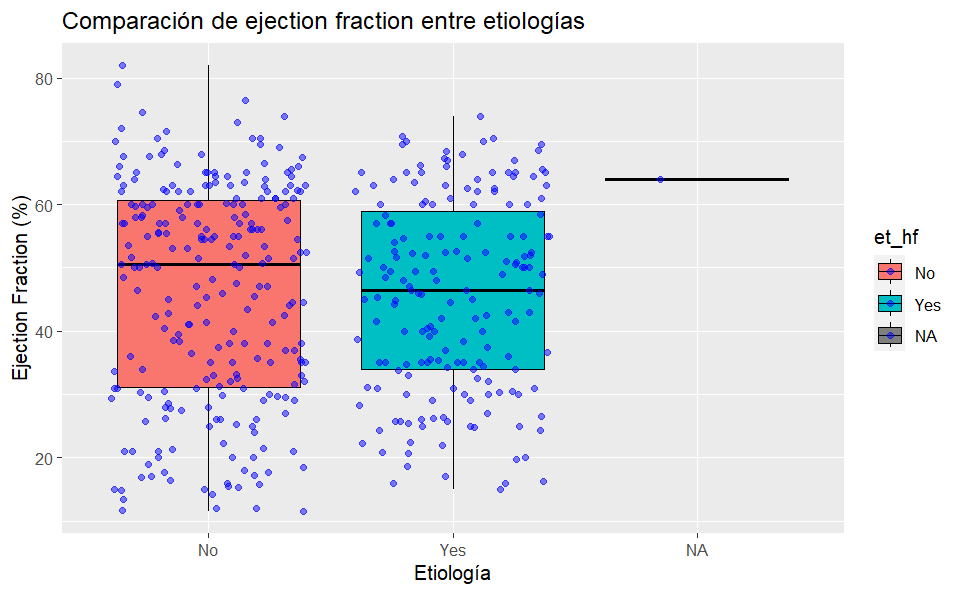 Comparación de ejection fraction entre etiologías
Ejection Fraction (%)
80
60
40
20
No
Yes
NA
Etiología
et_hf
No
Yes
NA